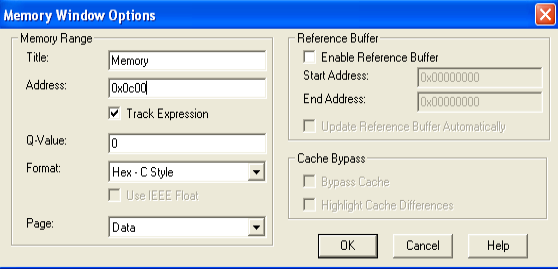 Memory Window Options
Memory Range
Title: Memory
Address: 0x0c00
Track Expression
Q-Value: 0
Format: Hex - C Style
Use IEEE Float
Page: Data
Reference Buffer
Enable Reference Buffer
Start Address: 0x00000000
End Address: 0x00000000
Update Reference Buffer Automatically
Cache Bypass
Bypass Cache
Highlight Cache Differences
OK Cancel Help